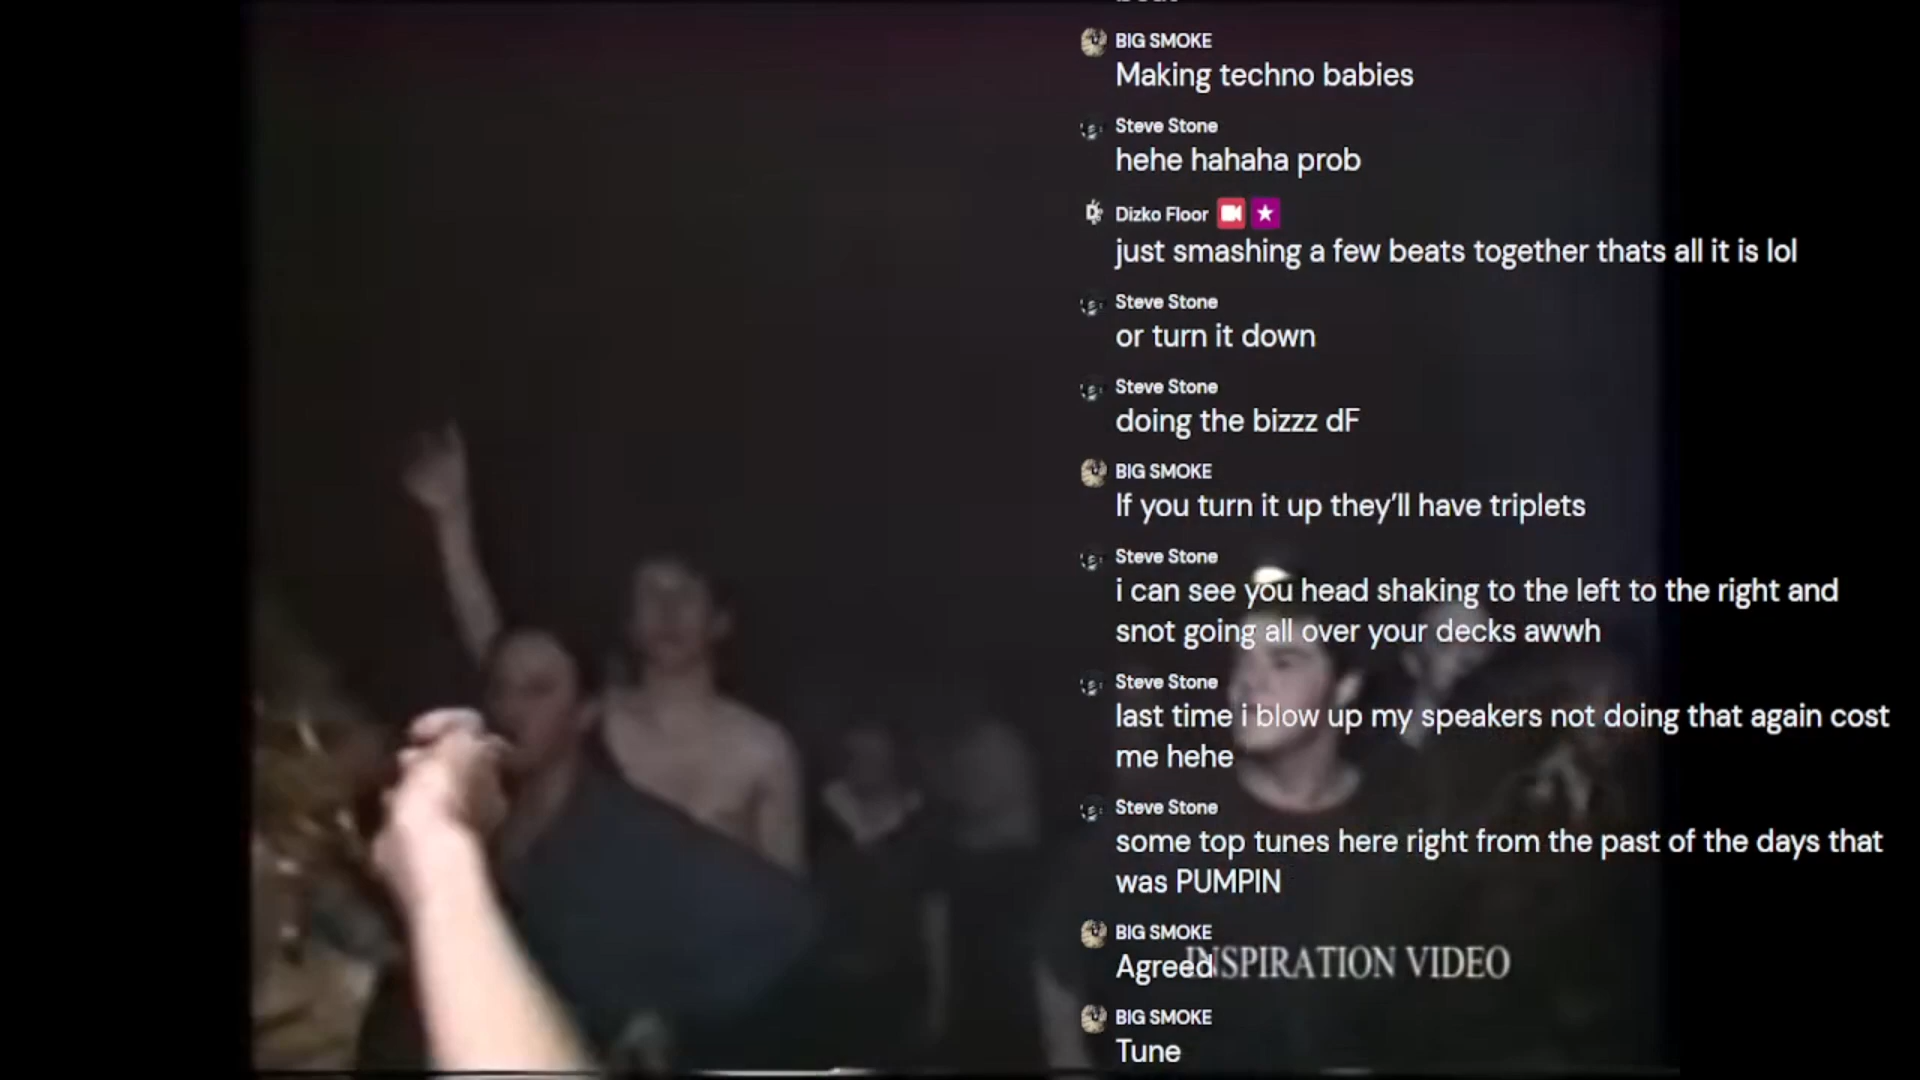 BIG SMOKE
Making techno babies
Steve Stone
hehe hahaha prob
Dizko Floor
just smashing a few beats together thats all it is lol
Steve Stone
or turn it down
Steve Stone
doing the bizzz dF
BIG SMOKE
If you turn it up they’ll have triplets
Steve Stone
i can see you head shaking to the left to the right and
snot going all over your decks awwh
Steve Stone
last time i blow up my speakers not doing that again cost
me hehe
Steve Stone
some top tunes here right from the past of the days that
was PUMPIN
BIG SMOKE
Agreed
INSPIRATION VIDEO
BIG SMOKE
Tune